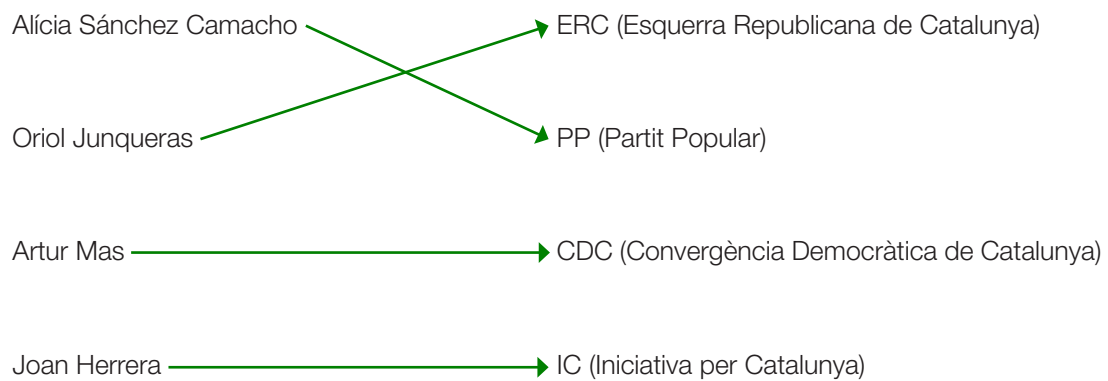 Alícia Sánchez Camacho
ERC (Esquerra Republicana de Catalunya)
Oriol Junqueras
PP (Partit Popular)
Artur Mas
CDC (Convergència Democràtica de Catalunya)
Joan Herrera
IC (Iniciativa per Catalunya)